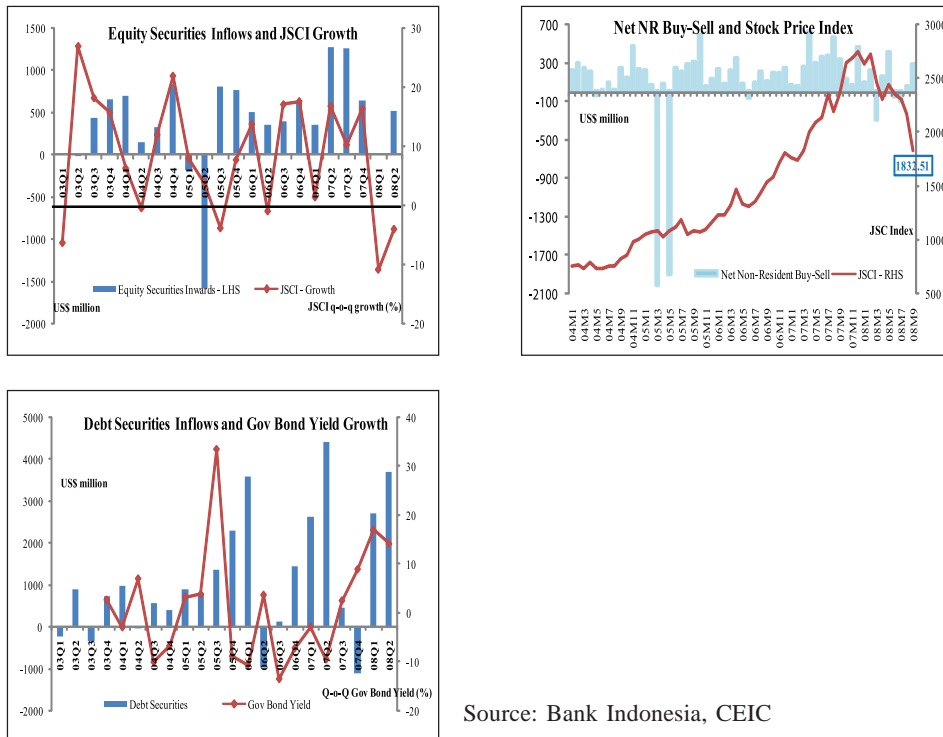 Equity Securities Inflows and JSCI Growth
1500
1000
500
0
-500
-1000
-1500
-2000
30
20
10
0
-10
-20
03Q1
03Q2
03Q3
03Q4
04Q1
04Q2
04Q3
04Q4
05Q1
05Q2
05Q3
05Q4
06Q1
06Q2
06Q3
06Q4
07Q1
07Q2
07Q3
07Q4
08Q1
08Q2
Equity Securities Inwards - LHS
JSCI - Growth
US$ million
JSCI q-o-q growth (%)
Net NR Buy-Sell and Stock Price Index
700
300
-100
-500
-900
-1300
-1700
-2100
3000
2500
2000
1500
1000
500
US$ million
1832.51
JSC Index
Net Non-Resident Buy-Sell
JSCI - RHS
04M1
04M3
04M5
04M7
04M9
04M11
05M1
05M3
05M5
05M7
05M9
05M11
06M1
06M3
06M5
06M7
06M9
06M11
07M1
07M3
07M5
07M7
07M9
07M11
08M1
08M3
08M5
08M7
08M9
Debt Securities Inflows and Gov Bond Yield Growth
5000
4000
3000
2000
1000
0
-1000
-2000
40
30
20
10
0
-10
-20
US$ million
03Q1
03Q2
03Q3
03Q4
04Q1
04Q2
04Q3
04Q4
05Q1
05Q2
05Q3
05Q4
06Q1
06Q2
06Q3
06Q4
07Q1
07Q2
07Q3
07Q4
08Q1
08Q2
Q-o-Q Gov Bond Yield (%)
Debt Securities
Gov Bond Yield
Source: Bank Indonesia, CEIC